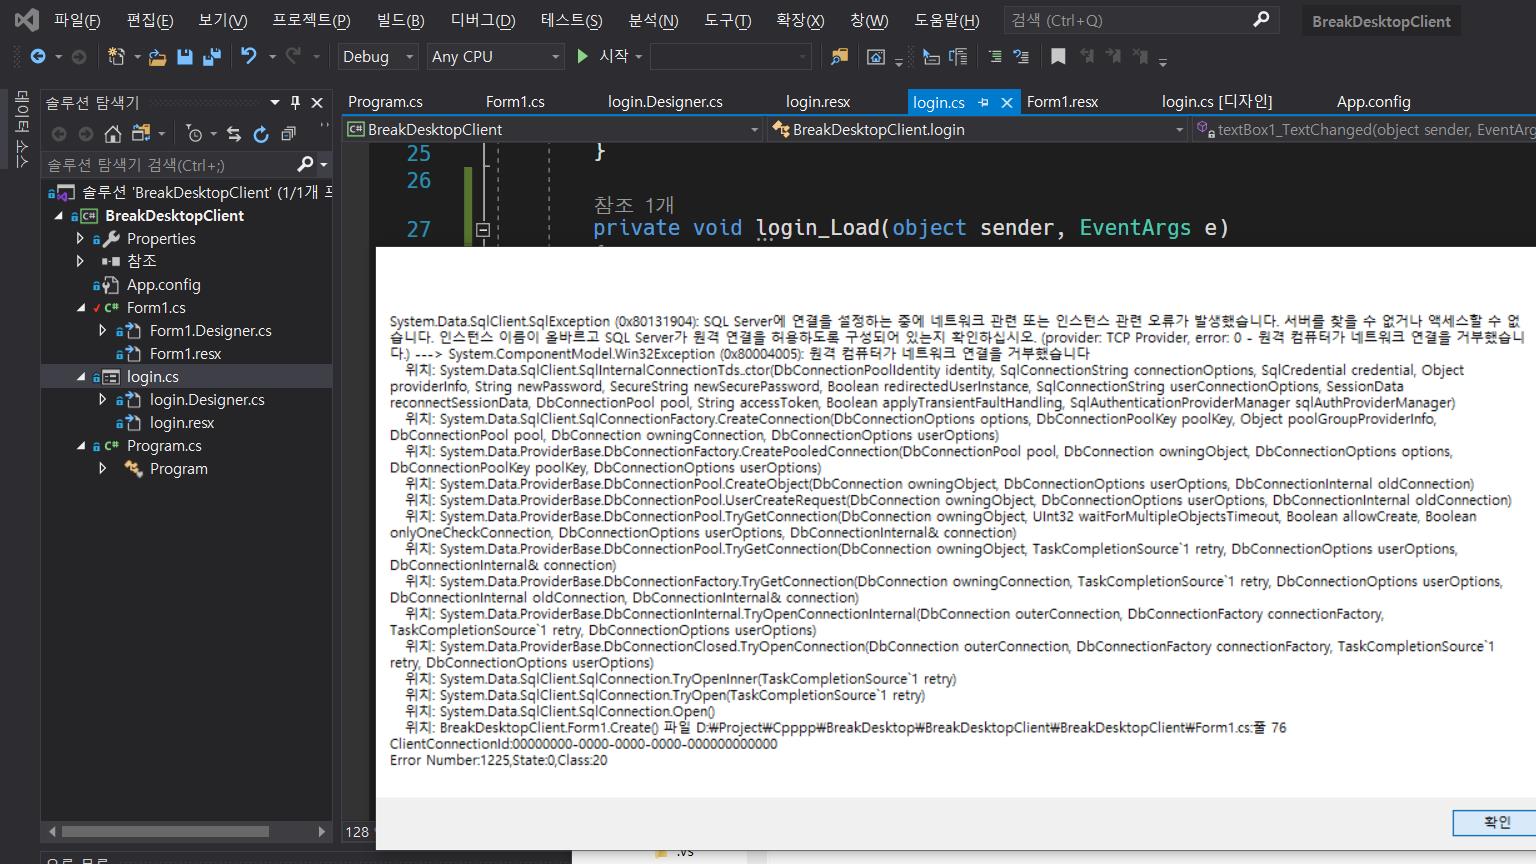 파일(F) 편집(E) 보기(V) 프로젝트(P) 빌드(B) 디버그(D) 테스트(S) 분석(N) 도구(T) 확장(X) 창(W) 도움말(H) 검색 (Ctrl+Q) BreakDesktopClient
Debug Any CPU 시작
데이터 소스
솔루션 탐색기
솔루션 탐색기 검색(Ctrl+;)
솔루션 'BreakDesktopClient' (1/1개 프
BreakDesktopClient
Properties
참조
App.config
Form1.cs
Form1.Designer.cs
Form1.resx
login.cs
login.Designer.cs
login.resx
Program.cs
Program
Program.cs Form1.cs login.Designer.cs login.resx login.cs Form1.resx login.cs [디자인] App.config
BreakDesktopClient BreakDesktopClient.login textBox1_TextChanged(object sender, EventArg
25 }
26
참조 1개
27 private void login_Load(object sender, EventArgs e)
System.Data.SqlClient.SqlException (0x80131904): SQL Server에 연결을 설정하는 중에 네트워크 관련 또는 인스턴스 관련 오류가 발생했습니다. 서버를 찾을 수 없거나 액세스할 수 없
습니다. 인스턴스 이름이 올바르고 SQL Server가 원격 연결을 허용하도록 구성되어 있는지 확인하십시오. (provider: TCP Provider, error: 0 - 원격 컴퓨터가 네트워크 연결을 거부했습니
다.) ---> System.ComponentModel.Win32Exception (0x80004005): 원격 컴퓨터가 네트워크 연결을 거부했습니다
위치: System.Data.SqlClient.SqlInternalConnectionTds..ctor(DbConnectionPoolIdentity identity, SqlConnectionString connectionOptions, SqlCredential credential, Object
providerInfo, String newPassword, SecureString newSecurePassword, Boolean redirectedUserInstance, SqlConnectionString userConnectionOptions, SessionData
reconnectSessionData, DbConnectionPool pool, String accessToken, Boolean applyTransientFaultHandling, SqlAuthenticationProviderManager sqlAuthProviderManager)
위치: System.Data.SqlClient.SqlConnectionFactory.CreateConnection(DbConnectionOptions options, DbConnectionPoolKey poolKey, Object poolGroupProviderInfo,
DbConnectionPool pool, DbConnection owningConnection, DbConnectionOptions userOptions)
위치: System.Data.ProviderBase.DbConnectionFactory.CreatePooledConnection(DbConnectionPool pool, DbConnection owningObject, DbConnectionOptions options,
DbConnectionPoolKey poolKey, DbConnectionOptions userOptions)
위치: System.Data.ProviderBase.DbConnectionPool.CreateObject(DbConnection owningObject, DbConnectionOptions userOptions, DbConnectionInternal oldConnection)
위치: System.Data.ProviderBase.DbConnectionPool.UserCreateRequest(DbConnection owningObject, DbConnectionOptions userOptions, DbConnectionInternal oldConnection)
위치: System.Data.ProviderBase.DbConnectionPool.TryGetConnection(DbConnection owningObject, UInt32 waitForMultipleObjectsTimeout, Boolean allowCreate, Boolean
onlyOneCheckConnection, DbConnectionOptions userOptions, DbConnectionInternal& connection)
위치: System.Data.ProviderBase.DbConnectionPool.TryGetConnection(DbConnection owningObject, TaskCompletionSource`1 retry, DbConnectionOptions userOptions,
DbConnectionInternal& connection)
위치: System.Data.ProviderBase.DbConnectionFactory.TryGetConnection(DbConnection owningConnection, TaskCompletionSource`1 retry, DbConnectionOptions userOptions,
DbConnectionInternal oldConnection, DbConnectionInternal& connection)
위치: System.Data.ProviderBase.DbConnectionInternal.TryOpenConnectionInternal(DbConnection outerConnection, DbConnectionFactory connectionFactory,
TaskCompletionSource`1 retry, DbConnectionOptions userOptions)
위치: System.Data.ProviderBase.DbConnectionClosed.TryOpenConnection(DbConnection outerConnection, DbConnectionFactory connectionFactory, TaskCompletionSource`1
retry, DbConnectionOptions userOptions)
위치: System.Data.SqlClient.SqlConnection.TryOpenInner(TaskCompletionSource`1 retry)
위치: System.Data.SqlClient.SqlConnection.TryOpen(TaskCompletionSource`1 retry)
위치: System.Data.SqlClient.SqlConnection.Open()
위치: BreakDesktopClient.Form1.Create() 파일 D:₩Project₩Cpppp₩BreakDesktop₩BreakDesktopClient₩BreakDesktopClient₩Form1.cs:줄 76
ClientConnectionId:00000000-0000-0000-0000-000000000000
Error Number:1225,State:0,Class:20
확인
128
.vs